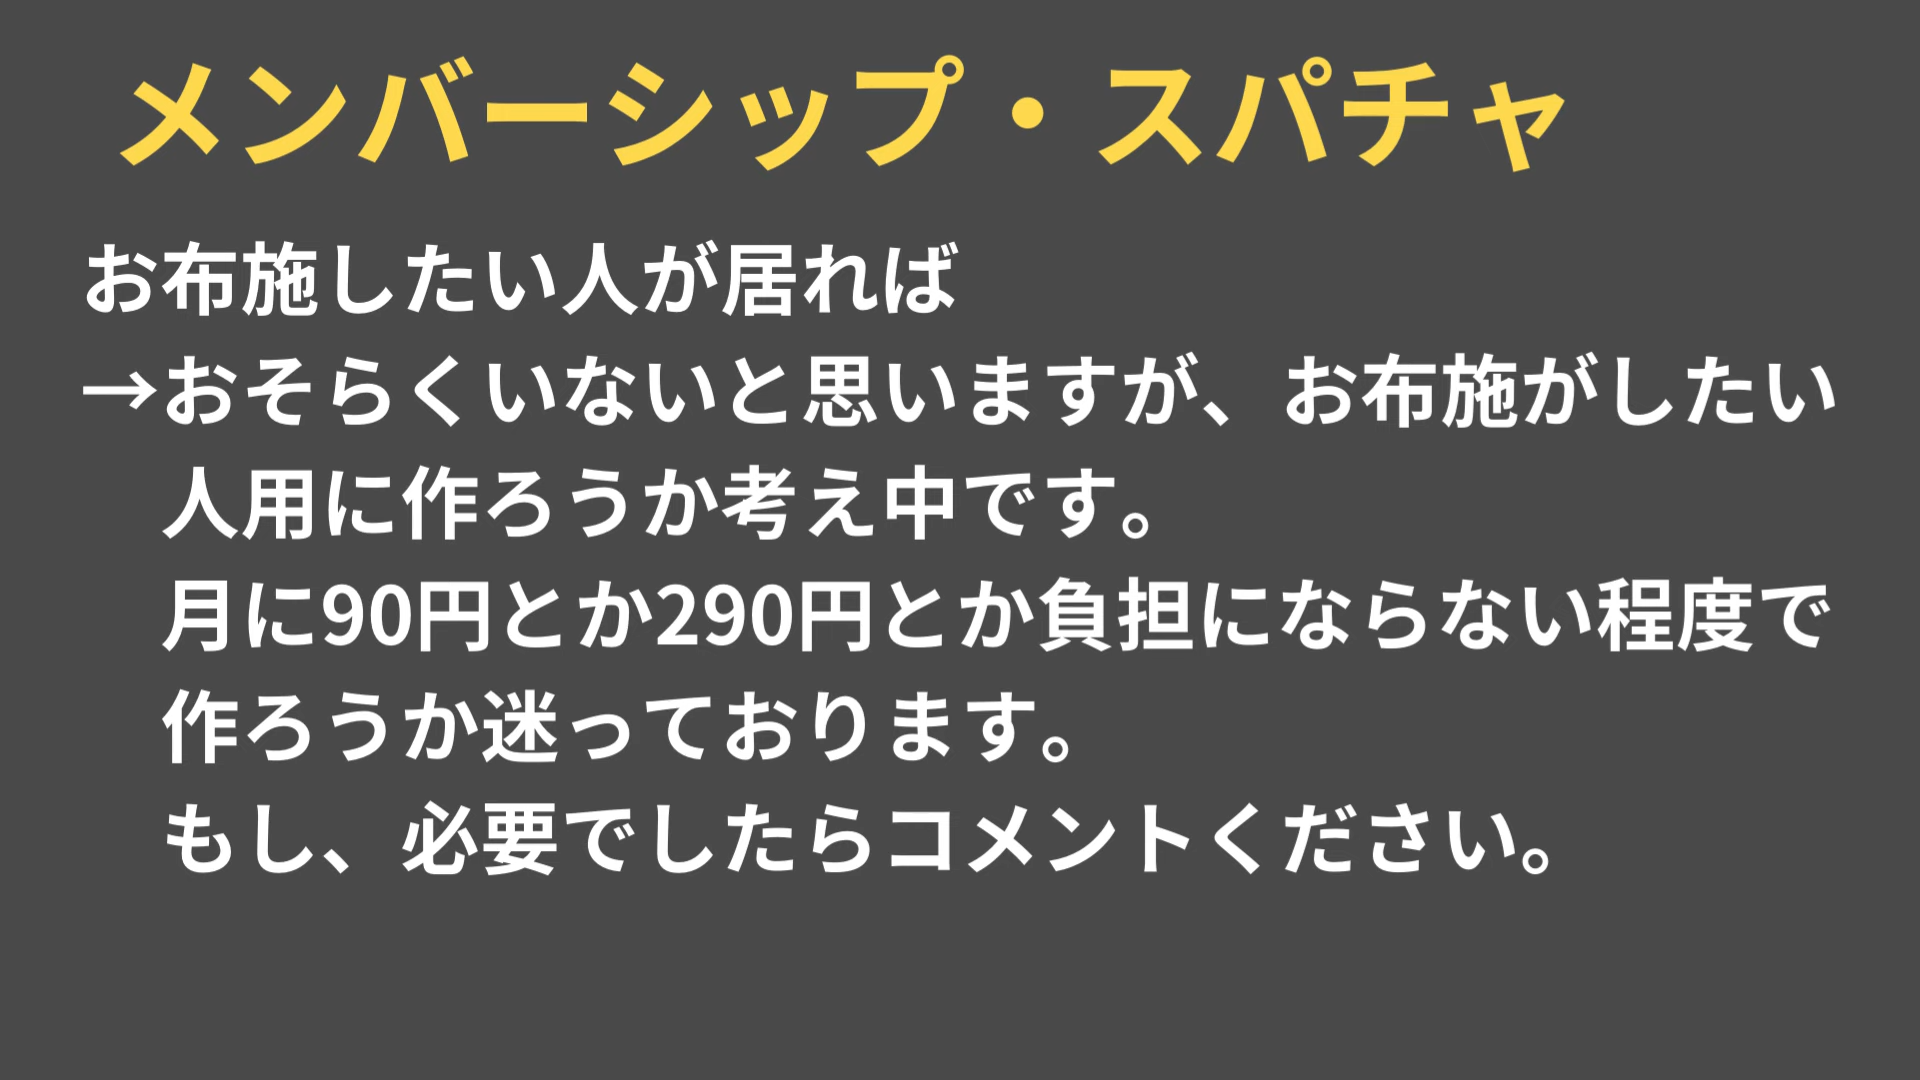 メンバーシップ・スパチャ
お布施したい人が居れば
→おそらくいないと思いますが、お布施がしたい
人用に作ろうか考え中です。
月に90円とか290円とか負担にならない程度で
作ろうか迷っております。
もし、必要でしたらコメントください。